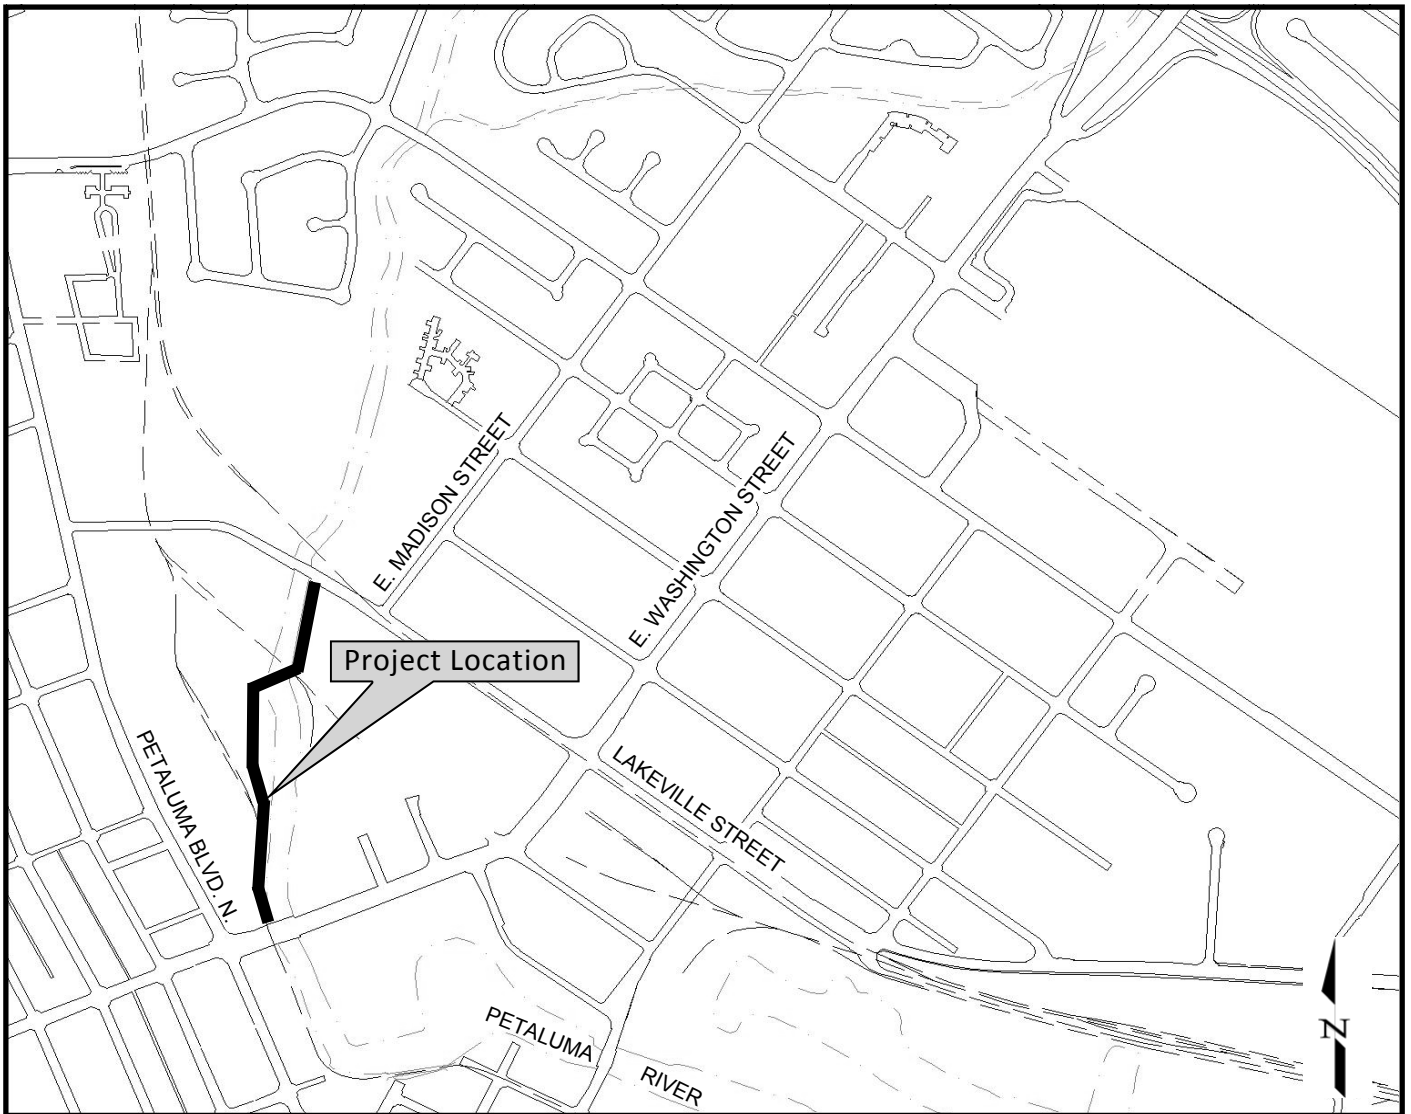 E. MADISON STREET
E. WASHINGTON STREET
Project Location
PETALUMA BLVD. N.
LAKEVILLE STREET
PETALUMA
RIVER
N